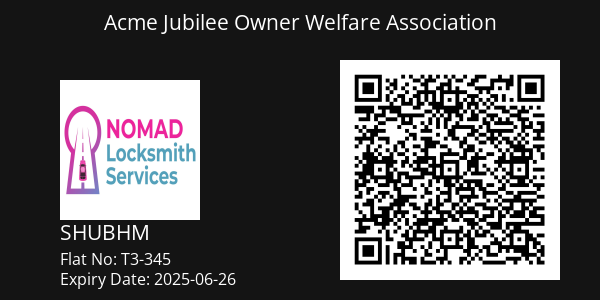 Acme Jubilee Owner Welfare Association
NOMAD
Locksmith
Services
SHUBHM
Flat No: T3-345
Expiry Date: 2025-06-26